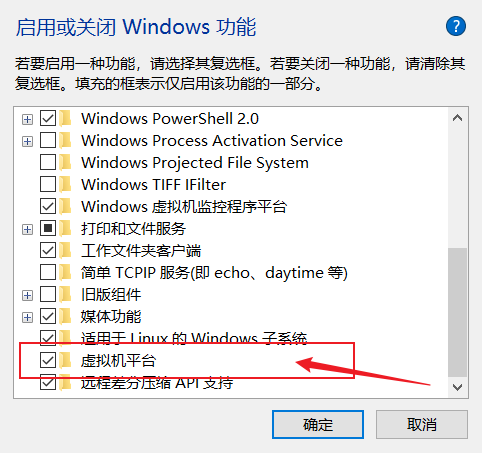 启用或关闭 Windows 功能
?
若要启用一种功能，请选择其复选框。若要关闭一种功能，请清除其
复选框。填充的框表示仅启用该功能的一部分。
Windows PowerShell 2.0
Windows Process Activation Service
Windows Projected File System
Windows TIFF IFilter
Windows 虚拟机监控程序平台
打印和文件服务
工作文件夹客户端
简单 TCPIP 服务(即 echo、daytime 等)
旧版组件
媒体功能
适用于 Linux 的 Windows 子系统
虚拟机平台
远程差分压缩 API 支持
确定
取消